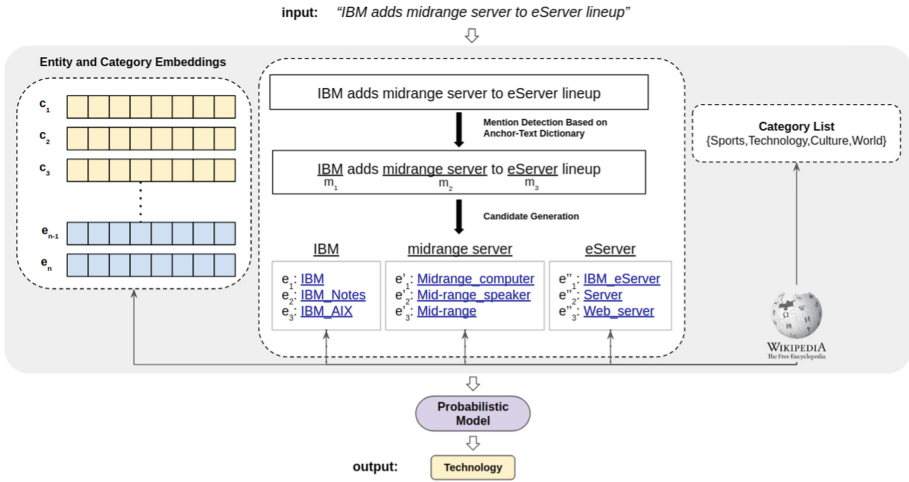 input: “IBM adds midrange server to eServer lineup”
Entity and Category Embeddings
c1
c2
c3
en-1
en
IBM adds midrange server to eServer lineup
Mention Detection Based on
Anchor-Text Dictionary
IBM adds midrange server to eServer lineup
m1 m2 m3
Candidate Generation
IBM midrange server eServer
e1: IBM
e2: IBM_Notes
e3: IBM_AIX
e'1: Midrange_computer
e'2: Mid-range_speaker
e'3: Mid-range
e''1: IBM_eServer
e''2: Server
e''3: Web_server
Category List
{Sports,Technology,Culture,World}
WIKIPEDIA
The Free Encyclopedia
Probabilistic
Model
output: Technology